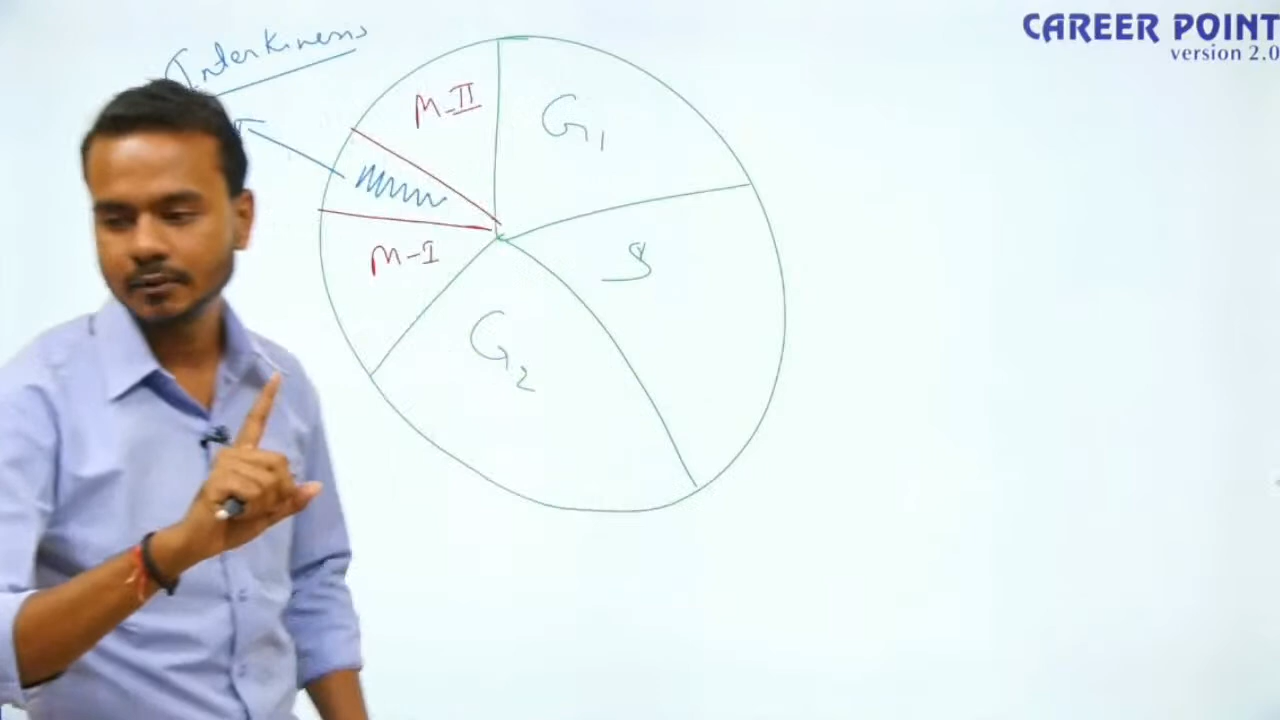 CAREER POINT
version 2.0
Interkinesis
M-II
G1
S
M-I
G2